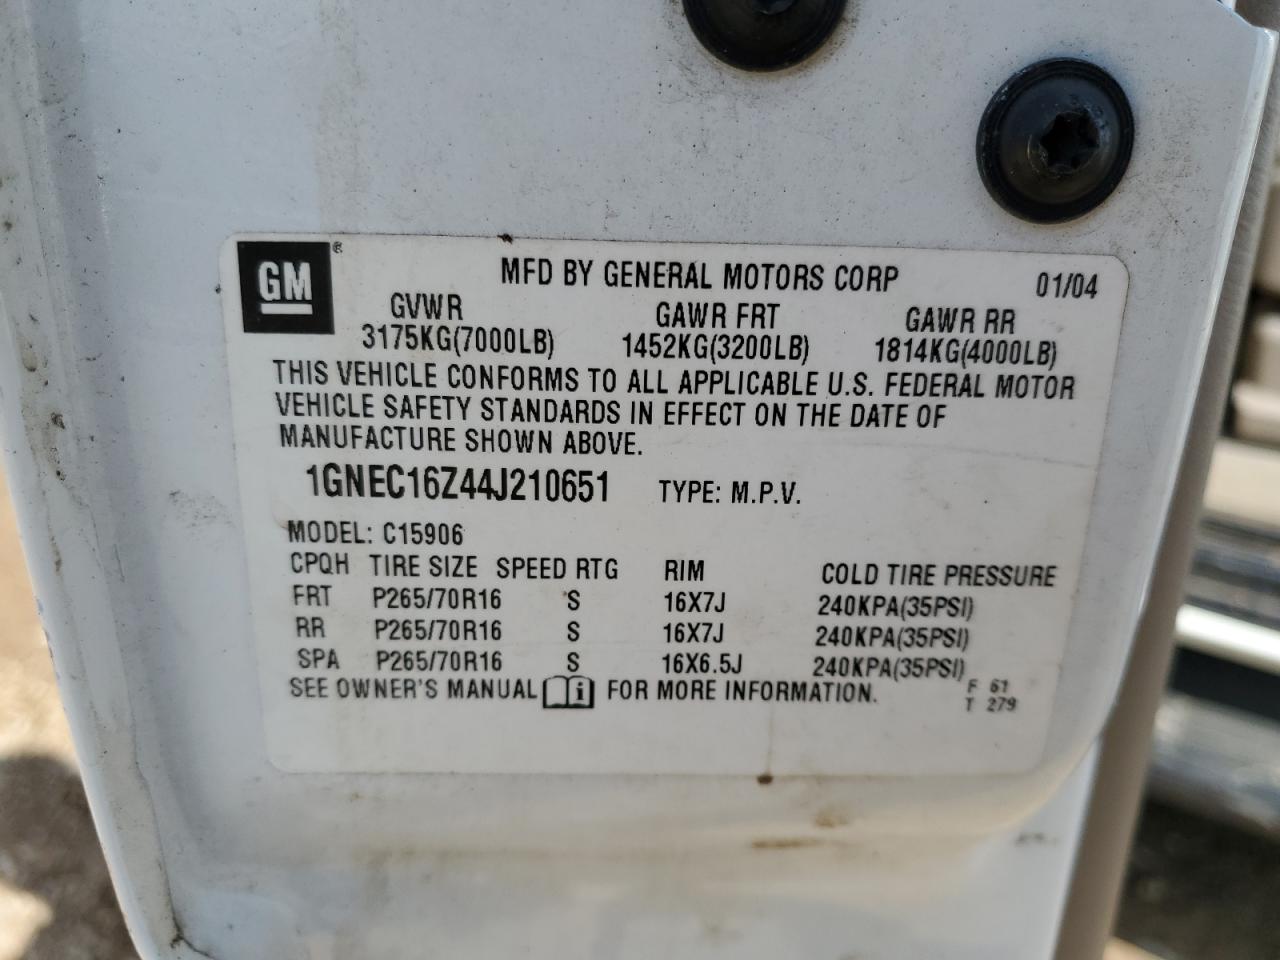 GM ® MFD BY GENERAL MOTORS CORP 01/04
GVWR GAWR FRT GAWR RR
3175KG(7000LB) 1452KG(3200LB) 1814KG(4000LB)
THIS VEHICLE CONFORMS TO ALL APPLICABLE U.S. FEDERAL MOTOR
VEHICLE SAFETY STANDARDS IN EFFECT ON THE DATE OF
MANUFACTURE SHOWN ABOVE.
1GNEC16Z44J210651 TYPE: M.P.V.
MODEL: C15906
CPQH TIRE SIZE SPEED RTG RIM COLD TIRE PRESSURE
FRT P265/70R16 S 16X7J 240KPA(35PSI)
RR P265/70R16 S 16X7J 240KPA(35PSI)
SPA P265/70R16 S 16X6.5J 240KPA(35PSI)
SEE OWNER'S MANUAL i FOR MORE INFORMATION.
F 61
T 279